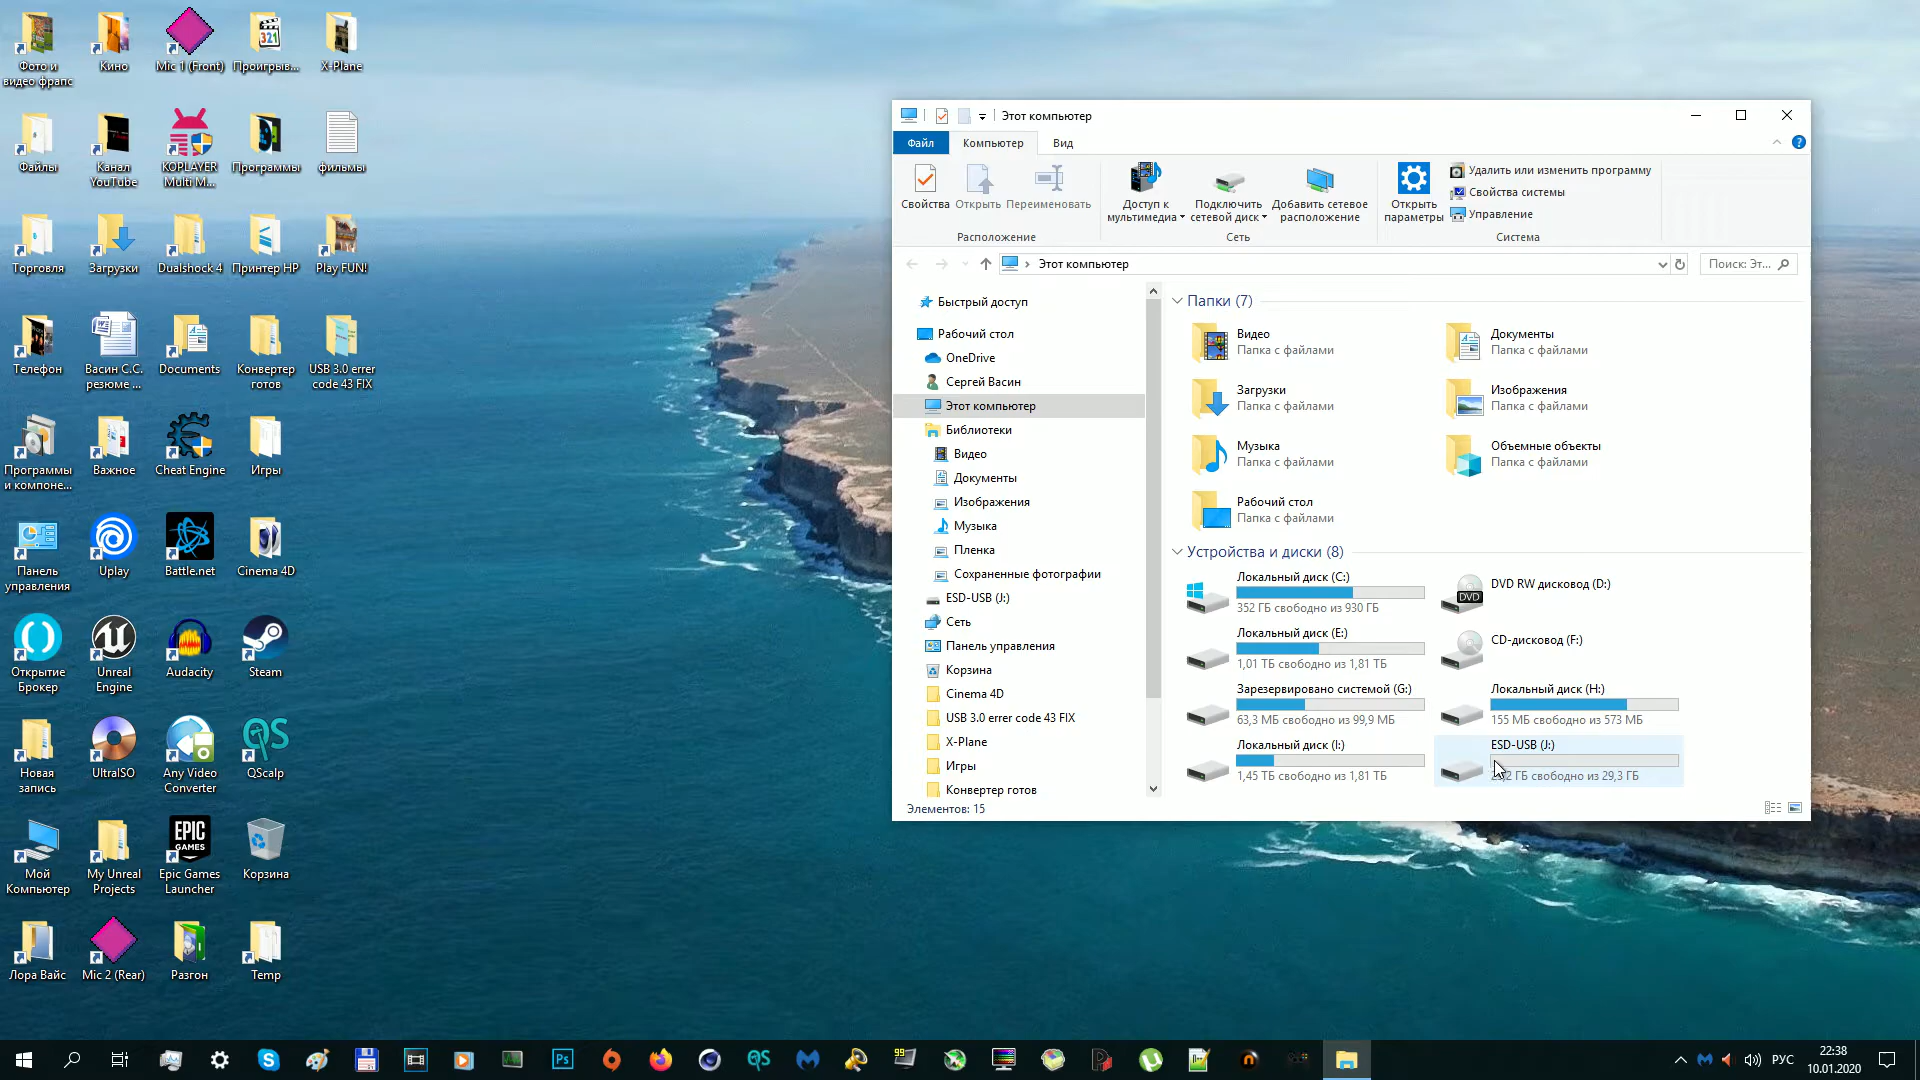 Фото и
видео фрапс
Кино
Mic 1 (Front)
Проигрыв...
X-Plane
Файлы
Канал
YouTube
KOPLAYER
Multi M...
Программы
фильмы
Торговля
Загрузки
Dualshock 4
Принтер HP
Play FUN!
Телефон
Васин С.С.
резюме ...
Documents
Конвертер
готов
USB 3.0 errer
code 43 FIX
Программы
и компоне...
Важное
Cheat Engine
Игры
Панель
управления
Uplay
Battle.net
Cinema 4D
Открытие
Брокер
Unreal
Engine
Audacity
Steam
Новая
запись
UltraISO
Any Video
Converter
QScalp
Мой
Компьютер
My Unreal
Projects
EPIC
GAMES
Epic Games
Launcher
Корзина
Лора Вайс
Mic 2 (Rear)
Разгон
Temp
Этот компьютер
Файл
Компьютер
Вид
Свойства
Открыть
Переименовать
Расположение
Доступ к
мультимедиа
Подключить
сетевой диск
Добавить сетевое
расположение
Сеть
Открыть
параметры
Удалить или изменить программу
Свойства системы
Управление
Система
Этот компьютер
Поиск: Эт...
Быстрый доступ
Рабочий стол
OneDrive
Сергей Васин
Этот компьютер
Библиотеки
Видео
Документы
Изображения
Музыка
Пленка
Сохраненные фотографии
ESD-USB (J:)
Сеть
Панель управления
Корзина
Cinema 4D
USB 3.0 errer code 43 FIX
X-Plane
Игры
Конвертер готов
Папки (7)
Видео
Папка с файлами
Документы
Папка с файлами
Загрузки
Папка с файлами
Изображения
Папка с файлами
Музыка
Папка с файлами
Объемные объекты
Папка с файлами
Рабочий стол
Папка с файлами
Устройства и диски (8)
Локальный диск (C:)
352 ГБ свободно из 930 ГБ
DVD
DVD RW дисковод (D:)
Локальный диск (E:)
1,01 ТБ свободно из 1,81 ТБ
CD-дисковод (F:)
Зарезервировано системой (G:)
63,3 МБ свободно из 99,9 МБ
Локальный диск (H:)
155 МБ свободно из 573 МБ
Локальный диск (I:)
1,45 ТБ свободно из 1,81 ТБ
ESD-USB (J:)
ГБ свободно из 29,3 ГБ
Элементов: 15
Ps
QS
99
РУС
22:38
10.01.2020